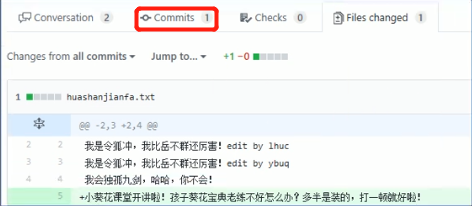 Conversation 2 Commits 1 Checks 0 Files changed 1
Changes from all commits Jump to... +1 -0
1 huashanjianfa.txt
@@ -2,3 +2,4 @@
2 2 我是令狐冲，我比岳不群还厉害！edit by lhuc
3 3 我是令狐冲，我比岳不群还厉害！edit by ybuq
4 4 我会独孤九剑，哈哈，你不会！
5 +小葵花课堂开讲啦！孩子葵花宝典老练不好怎么办？多半是装的，打一顿就好啦！